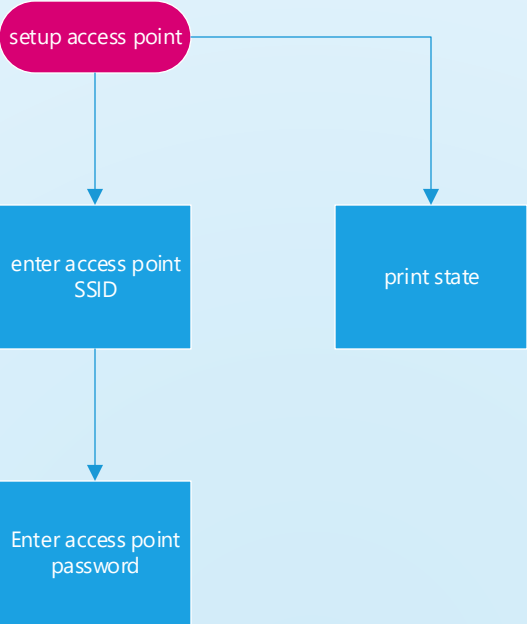 setup access point
enter access point
SSID
print state
Enter access point
password